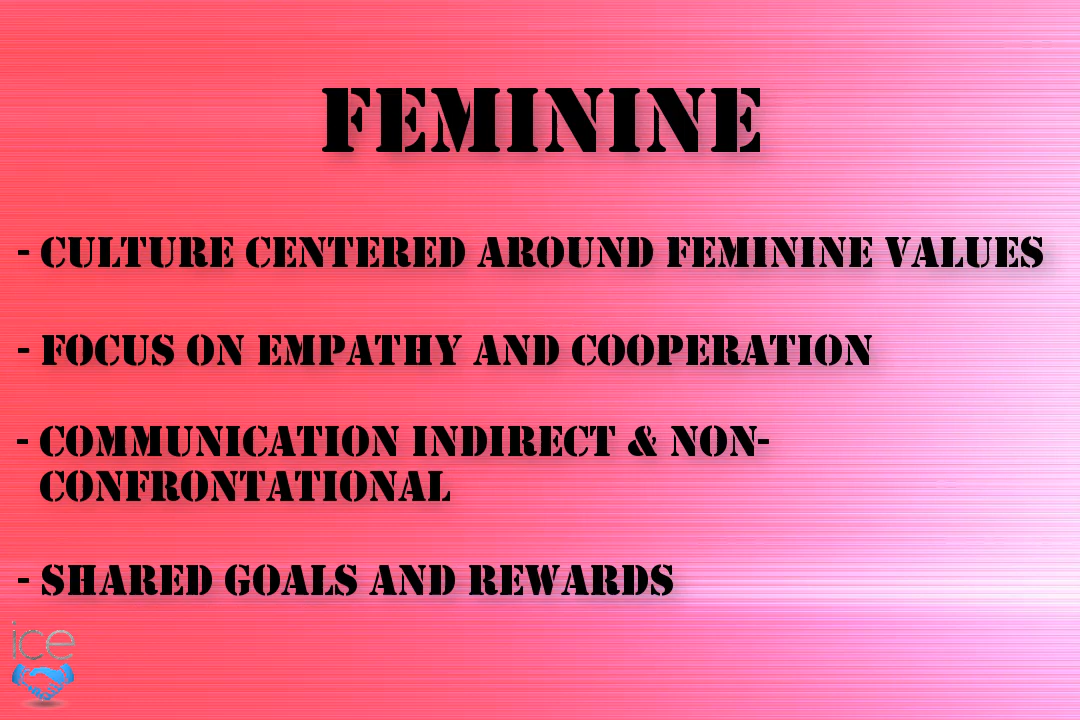 FEMININE
- CULTURE CENTERED AROUND FEMININE VALUES
- FOCUS ON EMPATHY AND COOPERATION
- COMMUNICATION INDIRECT & NON-
CONFRONTATIONAL
- SHARED GOALS AND REWARDS
ice